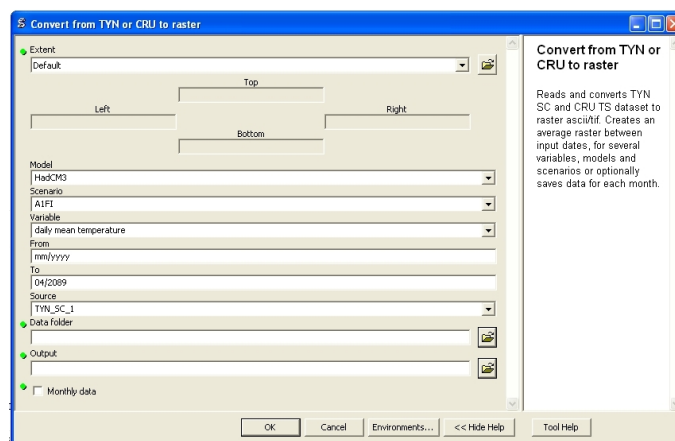 Convert from TYN or CRU to raster
Extent
Default
Top
Left
Right
Bottom
Model
HadCM3
Scenario
A1FI
Variable
daily mean temperature
From
mm/yyyy
To
04/2089
Source
TYN_SC_1
Data folder
Output
Monthly data
OK
Cancel
Environments...
<< Hide Help
Tool Help
Convert from TYN or
CRU to raster
Reads and converts TYN
SC and CRU TS dataset to
raster ascii/tif. Creates an
average raster between
input dates, for several
variables, models and
scenarios or optionally
saves data for each month.